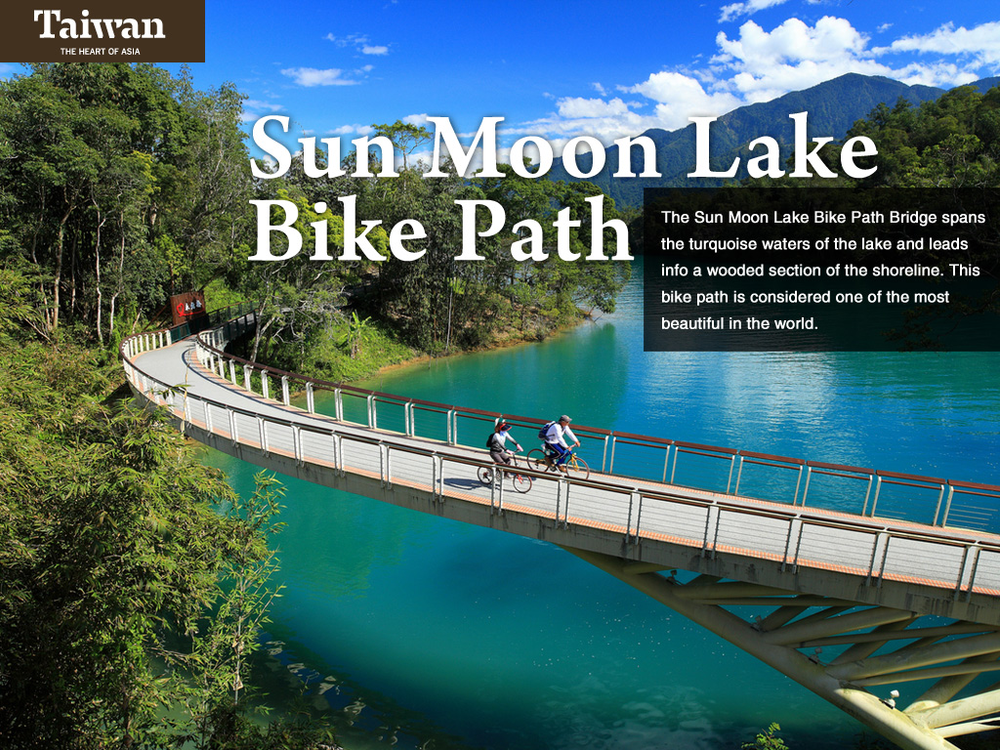 Taiwan
THE HEART OF ASIA
Sun Moon Lake
Bike Path
The Sun Moon Lake Bike Path Bridge spans
the turquoise waters of the lake and leads
info a wooded section of the shoreline. This
bike path is considered one of the most
beautiful in the world.